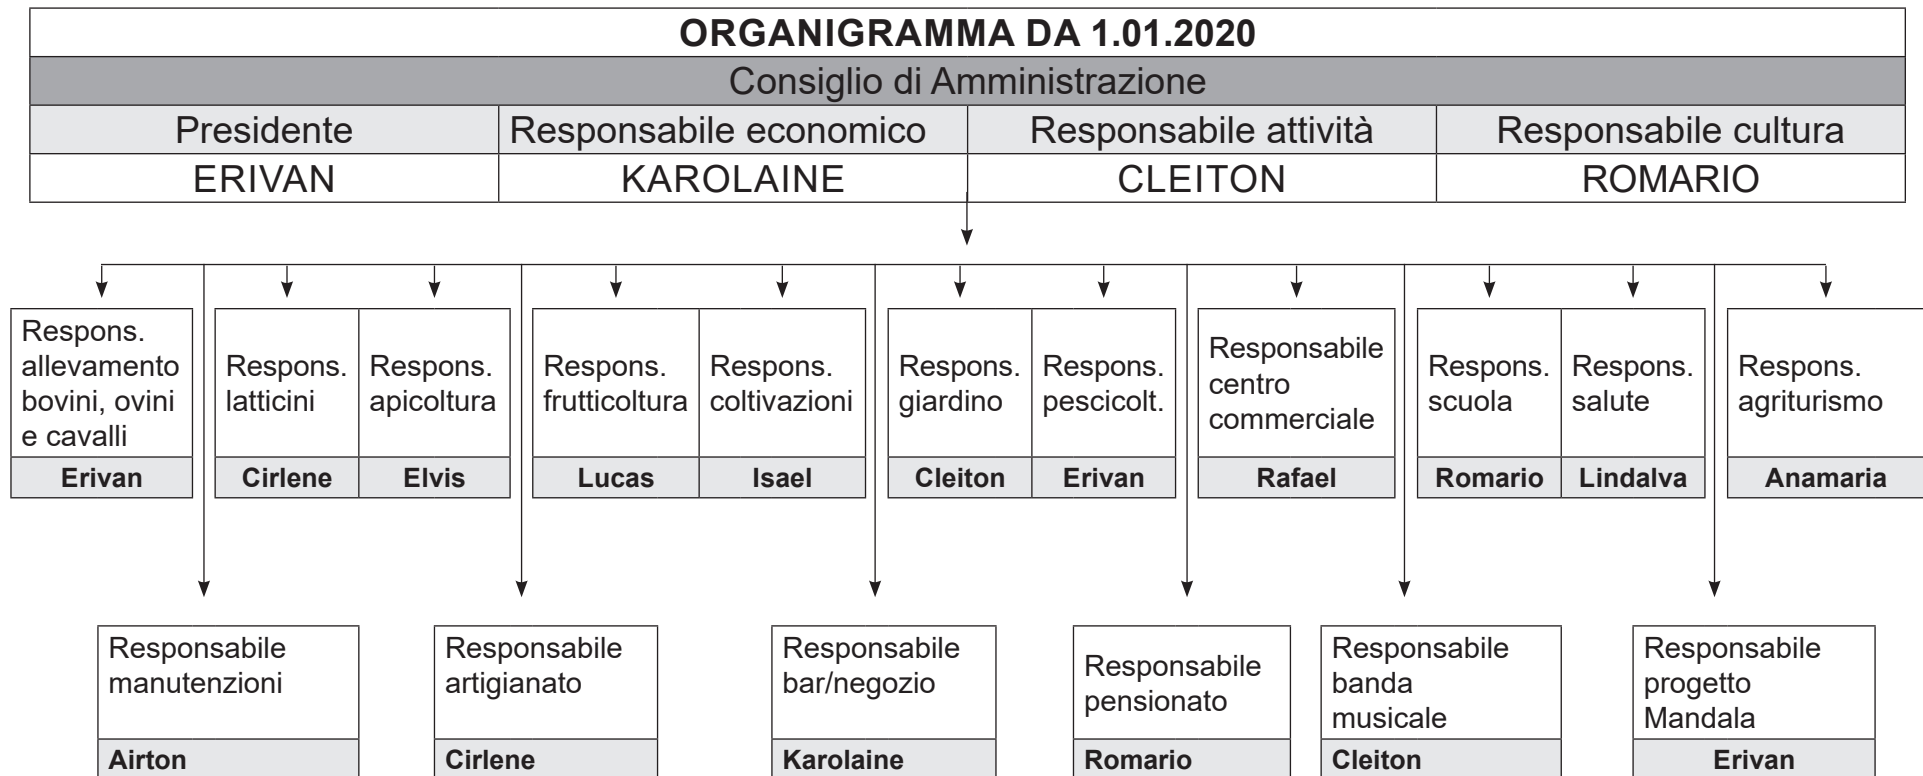 ORGANIGRAMMA DA 1.01.2020
Consiglio di Amministrazione
Presidente
Responsabile economico
Responsabile attività
Responsabile cultura
ERIVAN
KAROLAINE
CLEITON
ROMARIO
Respons.
allevamento
bovini, ovini
e cavalli
Erivan
Respons.
latticini
Cirlene
Respons.
apicoltura
Elvis
Respons.
frutticoltura
Lucas
Respons.
coltivazioni
Isael
Respons.
giardino
Cleiton
Respons.
pescicolt.
Erivan
Responsabile
centro
commerciale
Rafael
Respons.
scuola
Romario
Respons.
salute
Lindalva
Respons.
agriturismo
Anamaria
Responsabile
manutenzioni
Airton
Responsabile
artigianato
Cirlene
Responsabile
bar/negozio
Karolaine
Responsabile
pensionato
Romario
Responsabile
banda
musicale
Cleiton
Responsabile
progetto
Mandala
Erivan